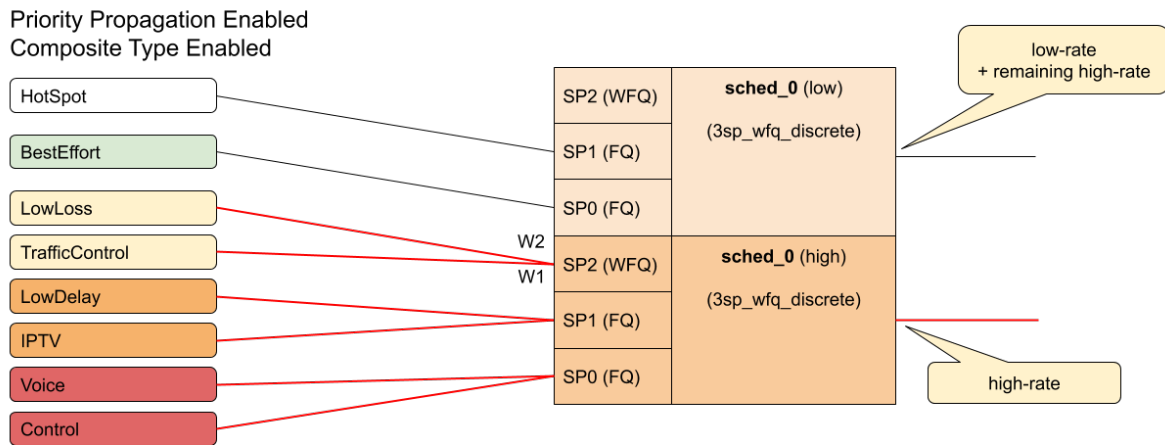 Priority Propagation Enabled
Composite Type Enabled
HotSpot
BestEffort
LowLoss
TrafficControl
LowDelay
IPTV
Voice
Control
W2
W1
SP2 (WFQ)
SP1 (FQ)
SP0 (FQ)
sched_0 (low)
(3sp_wfq_discrete)
SP2 (WFQ)
SP1 (FQ)
SP0 (FQ)
sched_0 (high)
(3sp_wfq_discrete)
low-rate
+ remaining high-rate
high-rate